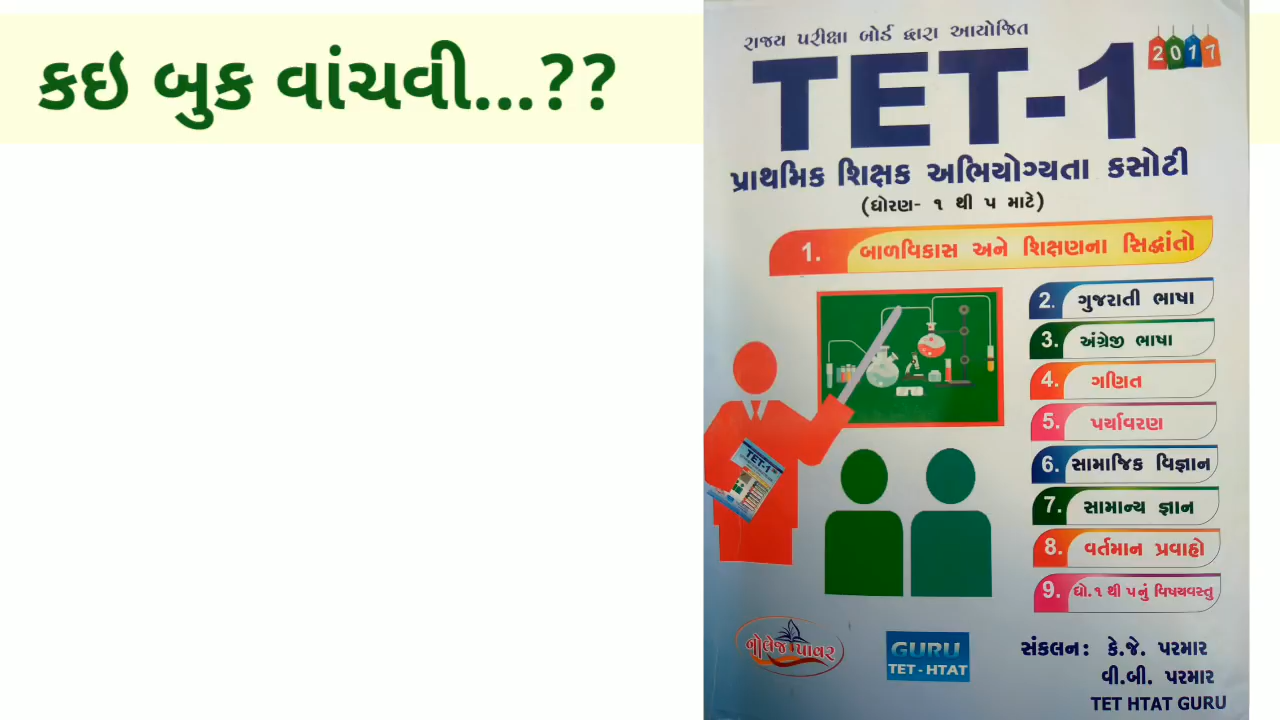 કઇ બુક વાંચવી...??
રાજ્ય પરીક્ષા બોર્ડ દ્વારા આયોજિત
TET-1
2017
પ્રાથમિક શિક્ષક અભિયોગ્યતા કસોટી
(ધોરણ- ૧ થી ૫ માટે)
1. બાળવિકાસ અને શિક્ષણના સિદ્ધાંતો
2. ગુજરાતી ભાષા
3. અંગ્રેજી ભાષા
4. ગણિત
5. પર્યાવરણ
6. સામાજિક વિજ્ઞાન
7. સામાન્ય જ્ઞાન
8. વર્તમાન પ્રવાહો
9. ધો.૧ થી ૫નું વિષયવસ્તુ
TET-1
નોલેજ પાવર
GURU
TET - HTAT
સંકલન: કે.જે. પરમાર
વી.બી. પરમાર
TET HTAT GURU